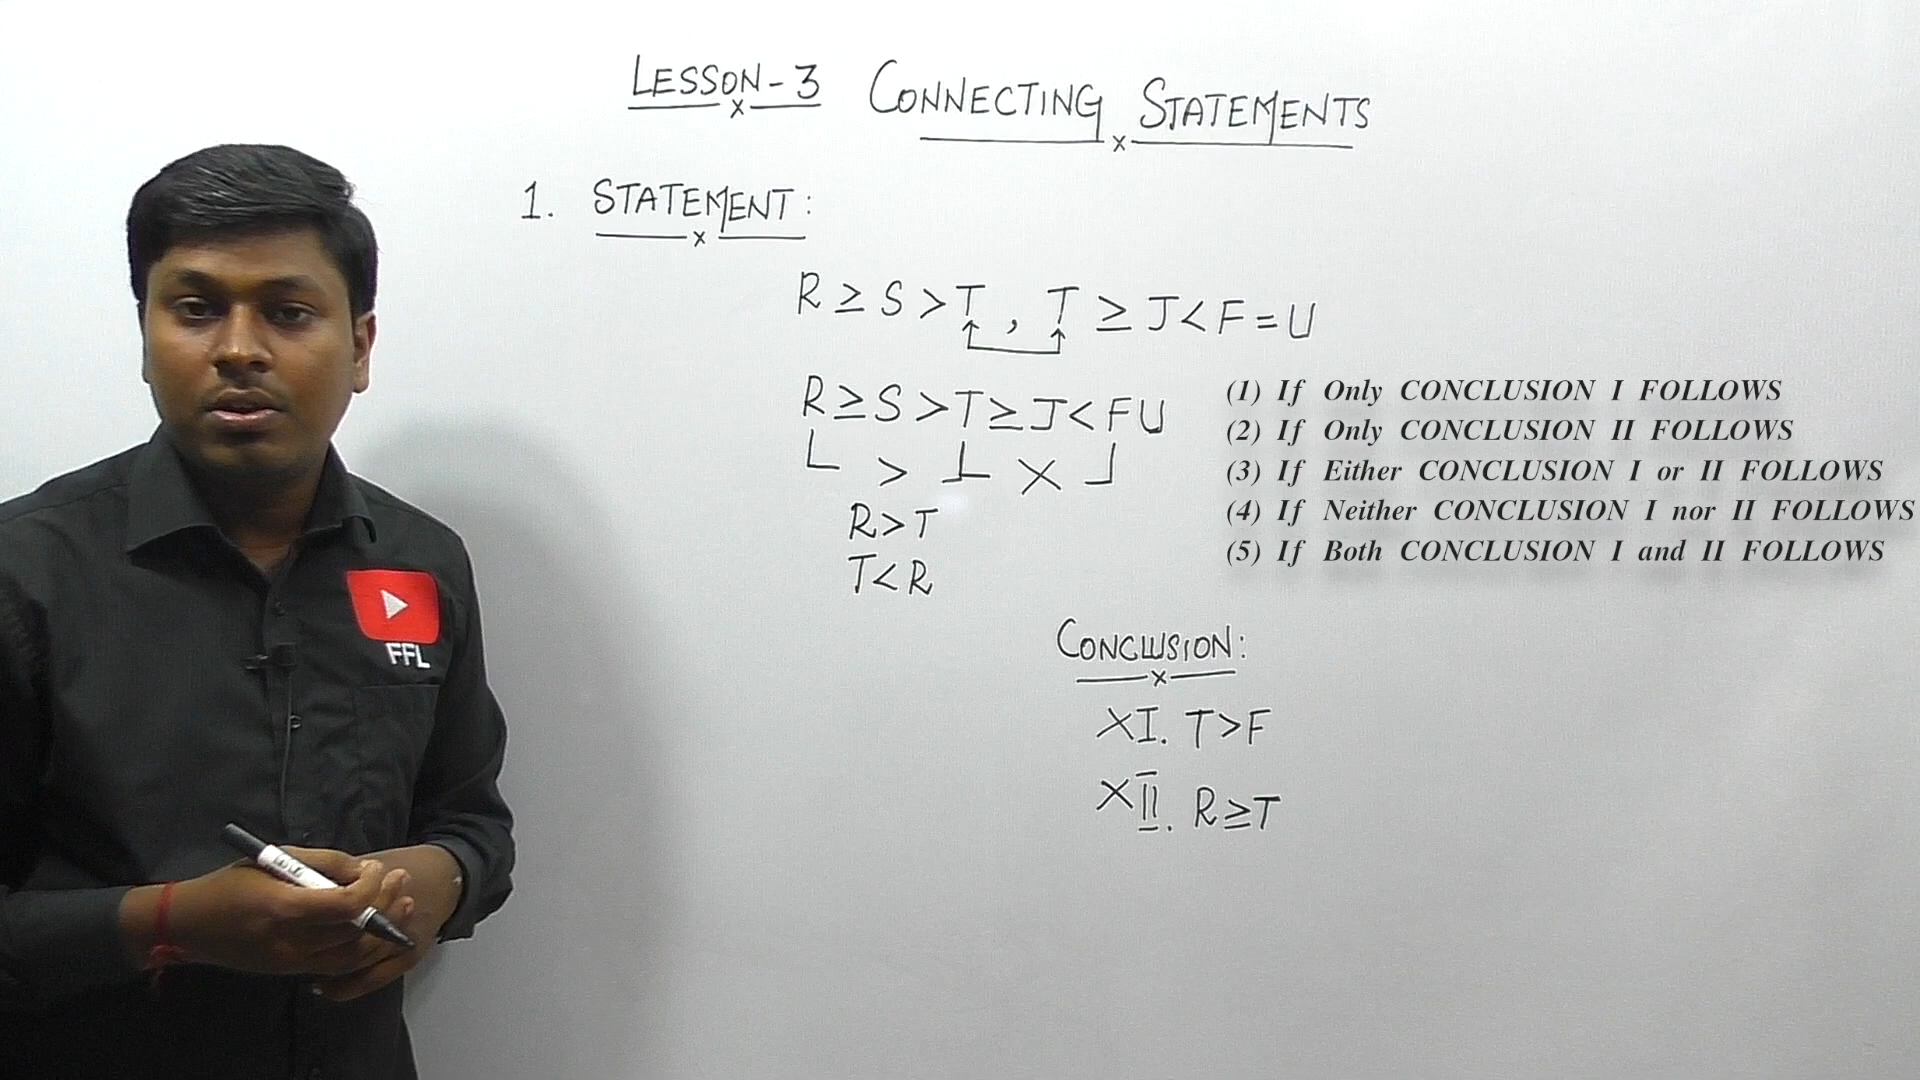 LESSON-3 CONNECTING STATEMENTS
1. STATEMENT:
R ≥ S > T, T ≥ J < F = U
R ≥ S > T ≥ J < F U
> X
R > T
T < R
(1) If Only CONCLUSION I FOLLOWS
(2) If Only CONCLUSION II FOLLOWS
(3) If Either CONCLUSION I or II FOLLOWS
(4) If Neither CONCLUSION I nor II FOLLOWS
(5) If Both CONCLUSION I and II FOLLOWS
CONCLUSION:
X I. T > F
X II. R ≥ T
FFL